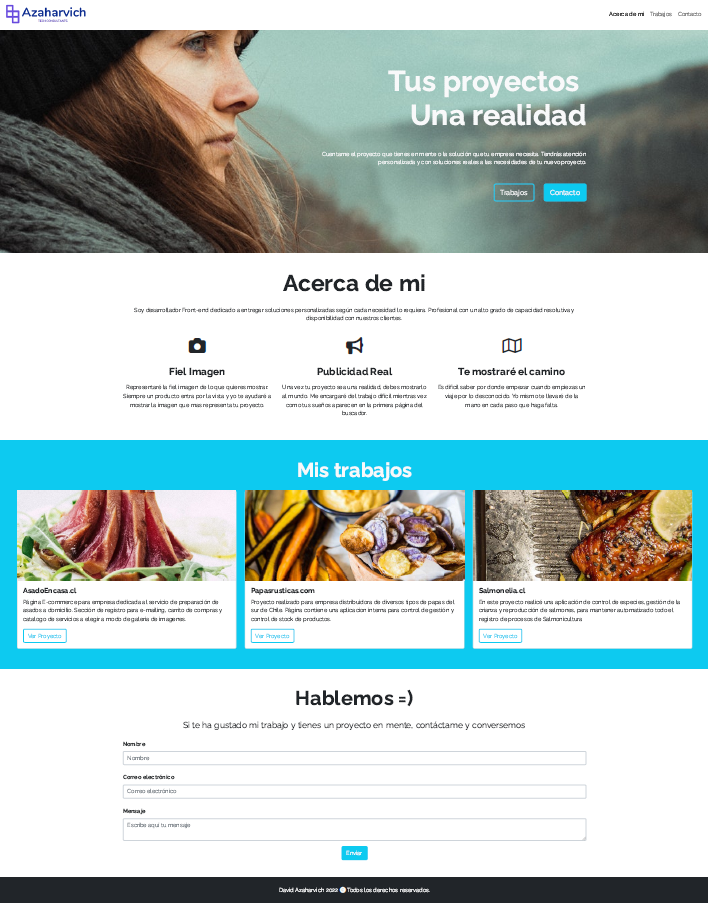 Azaharvich
Acerca de mi Trabajos Contacto
Tus proyectos
Una realidad
Cuentame el proyecto que tienes en mente o la solución que tu empresa necesita. Tendrás atención
personalizada y con soluciones reales a las necesidades de tu nuevo proyecto.
Trabajos Contacto
Acerca de mi
Soy desarrollador Front-end dedicado a entregar soluciones personalizadas según cada necesidad lo requiera. Profesional con un alto grado de capacidad resolutiva y
disponibilidad con nuestros clientes.
Fiel Imagen
Representaré la fiel imagen de lo que quieres mostrar.
Siempre un producto entra por la vista y yo te ayudaré a
mostrar la imagen que mas representa tu proyecto.
Publicidad Real
Una vez tu proyecto sea una realidad, debes mostrarlo
al mundo. Me encargaré del trabajo difícil mientras vez
como tus sueños aparecen en la primera página del
buscador.
Te mostraré el camino
Es difícil saber por donde empezar cuando empiezas un
viaje por lo desconocido. Yo mismo te llevaré de la
mano en cada paso que haga falta.
Mis trabajos
AsadoEncasa.cl
Página E-commerce para empresa dedicada al servicio de preparación de
asados a domicilio. Sección de registro para e-mailing, carrito de compras y
catalogo de servicios a elegir a modo de galeria de imagenes.
Ver Proyecto
Papasrusticas.com
Proyecto realizado para empresa distribuidora de diversos tipos de papas del
sur de Chile. Página contiene una aplicacion interna para control de gestión y
control de stock de productos.
Ver Proyecto
Salmonelia.cl
En este proyecto realicé una aplicación de control de especies, gestión de la
crianza y reproducción de salmones, para mantener automatizado todo el
registro de procesos de Salmonicultura
Ver Proyecto
Hablemos =)
Si te ha gustado mi trabajo y tienes un proyecto en mente, contáctame y conversemos
Nombre
Nombre
Correo electrónico
Correo electrónico
Mensaje
Escribe aquí tu mensaje
Enviar
David Azaharvich 2022 Todos los derechos reservados.